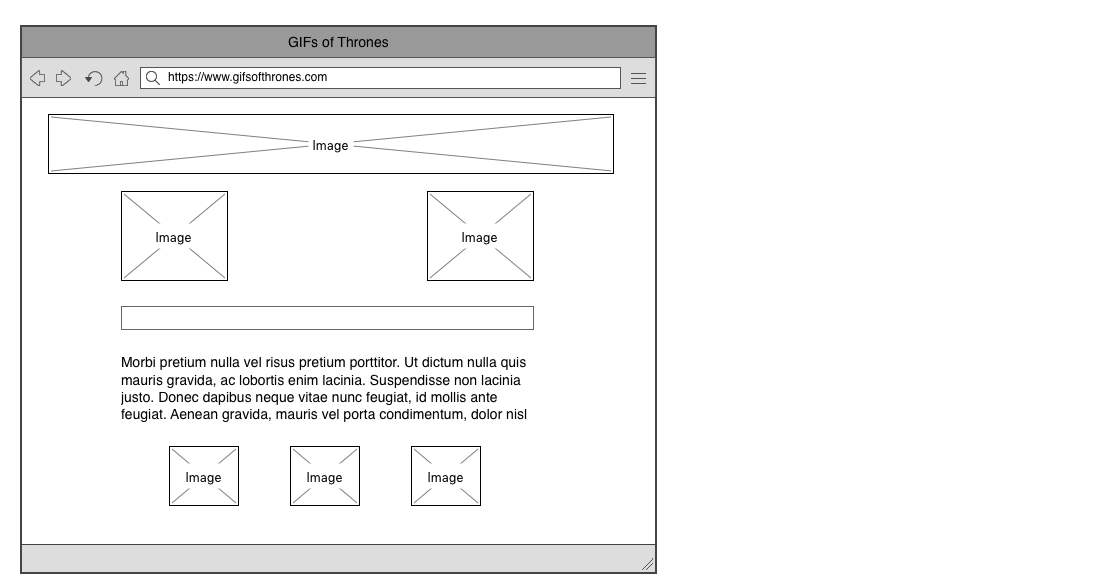 GIFs of Thrones
https://www.gifsofthrones.com
Image
Image Image
Morbi pretium nulla vel risus pretium porttitor. Ut dictum nulla quis
mauris gravida, ac lobortis enim lacinia. Suspendisse non lacinia
justo. Donec dapibus neque vitae nunc feugiat, id mollis ante
feugiat. Aenean gravida, mauris vel porta condimentum, dolor nisl
Image Image Image